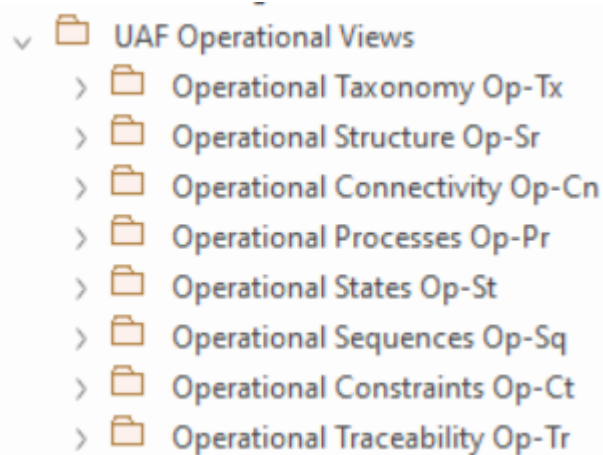 UAF Operational Views
Operational Taxonomy Op-Tx
Operational Structure Op-Sr
Operational Connectivity Op-Cn
Operational Processes Op-Pr
Operational States Op-St
Operational Sequences Op-Sq
Operational Constraints Op-Ct
Operational Traceability Op-Tr